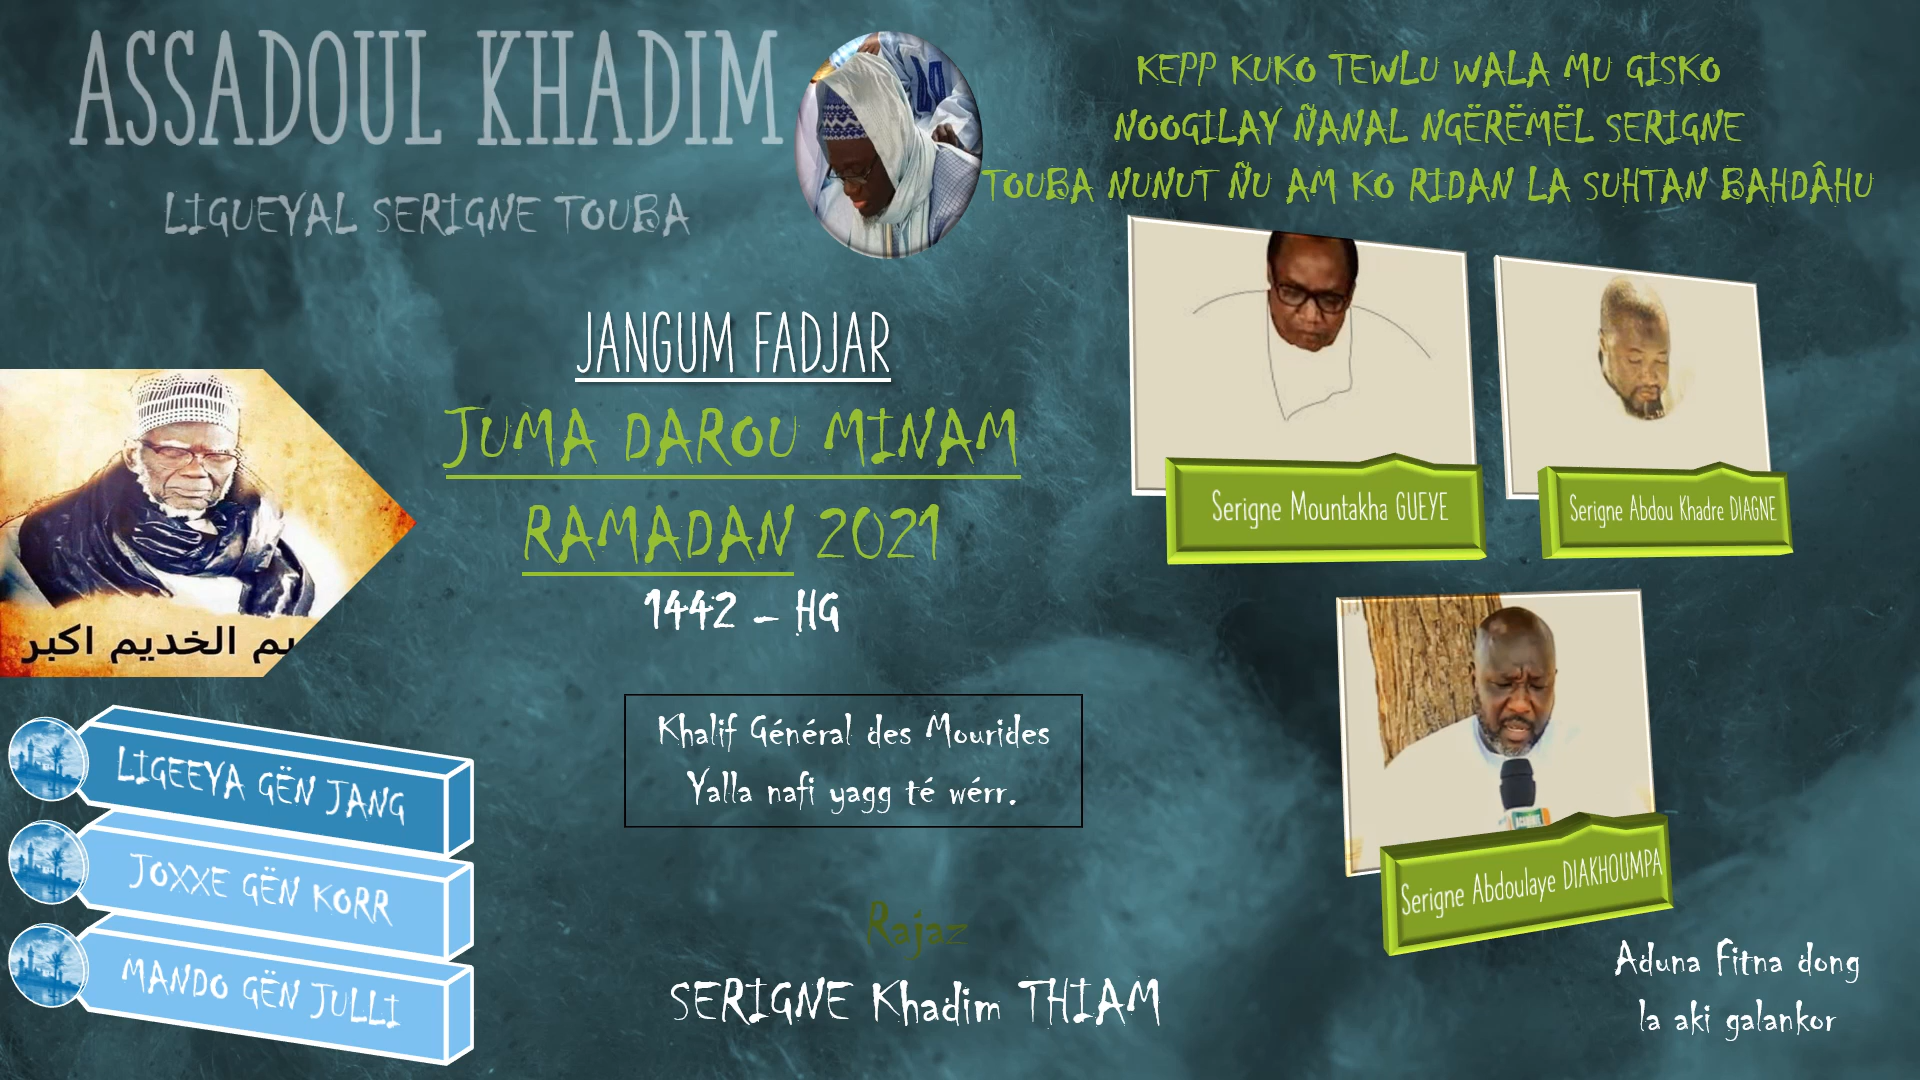 ASSADOUL KHADIM
LIGUEYAL SERIGNE TOUBA
KEPP KUKO TEWLU WALA MU GISKO
NOOGILAY ÑANAL NGËRËMËL SERIGNE
TOUBA NUNUT ÑU AM KO RIDAN LA SUHTAN BAHDÂHU
JANGUM FADJAR
JUMA DAROU MINAM
RAMADAN 2021
1442 – HG
Serigne Mountakha GUEYE
Serigne Abdou Khadre DIAGNE
الخديم اكبر
Khalif Général des Mourides
Yalla nafi yagg té wérr.
LIGEEYA GËN JANG
JOXXE GËN KORR
MANDO GËN JULLI
Serigne Abdoulaye DIAKHOUMPA
Rajaz
SERIGNE Khadim THIAM
Aduna Fitna dong
la aki galankor